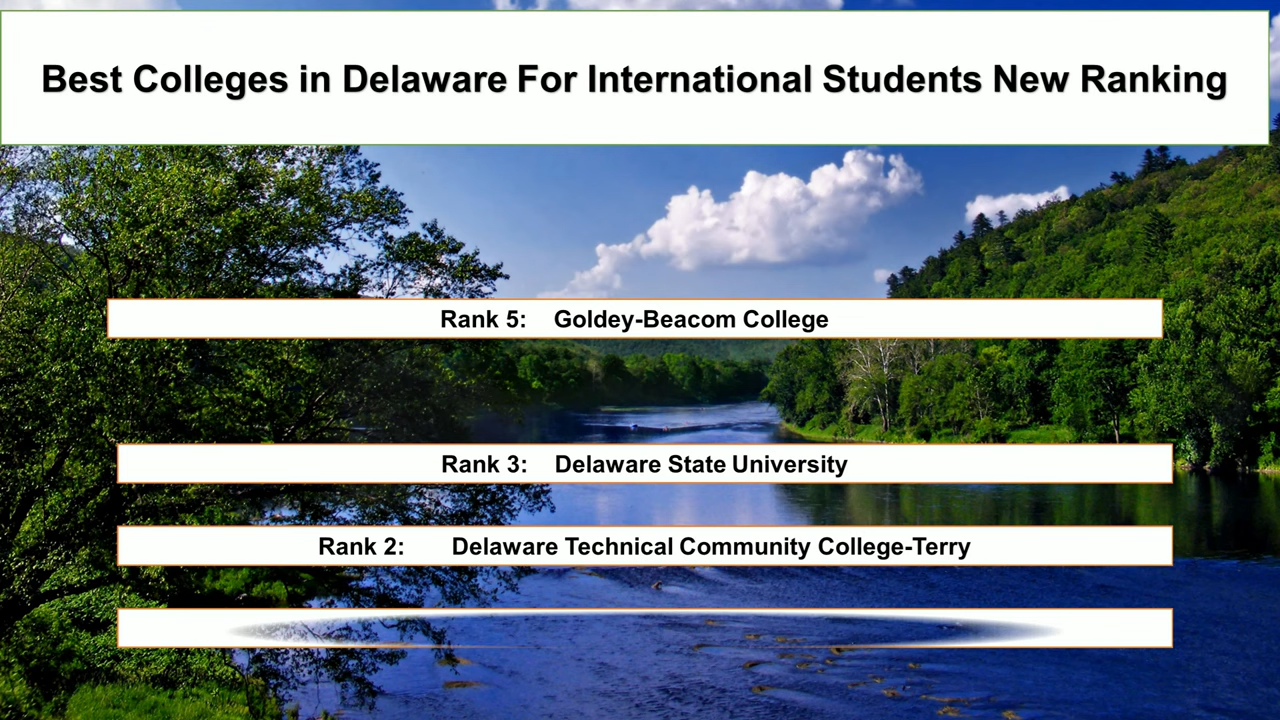 Best Colleges in Delaware For International Students New Ranking
Rank 5: Goldey-Beacom College
Rank 3: Delaware State University
Rank 2: Delaware Technical Community College-Terry